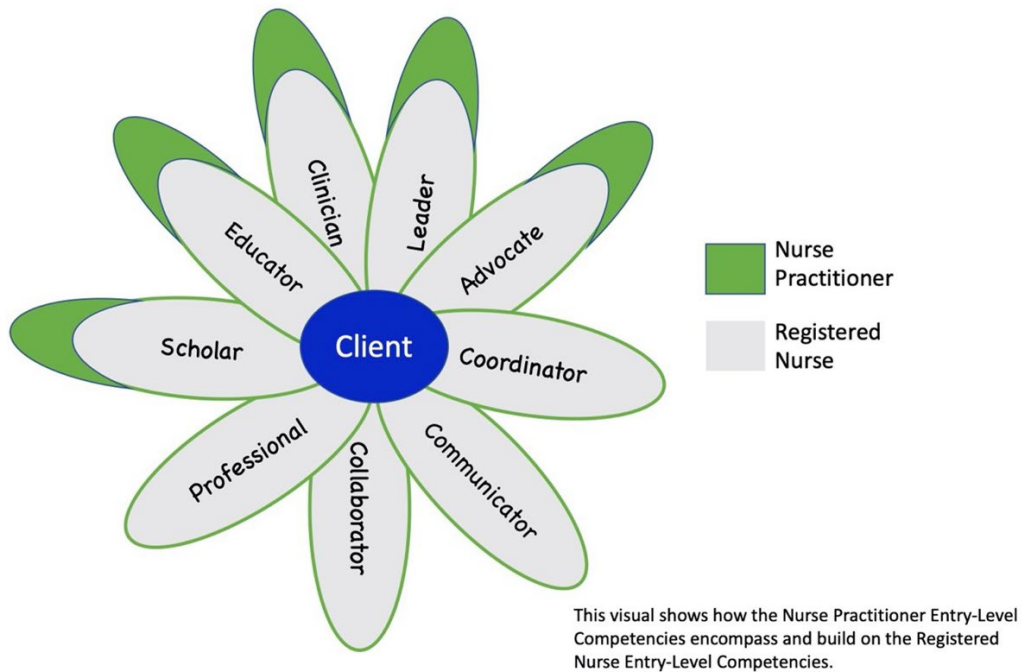 Clinician
Leader
Educator
Advocate
Scholar
Client
Coordinator
Professional
Collaborator
Communicator
Nurse
Practitioner
Registered
Nurse
This visual shows how the Nurse Practitioner Entry-Level
Competencies encompass and build on the Registered
Nurse Entry-Level Competencies.